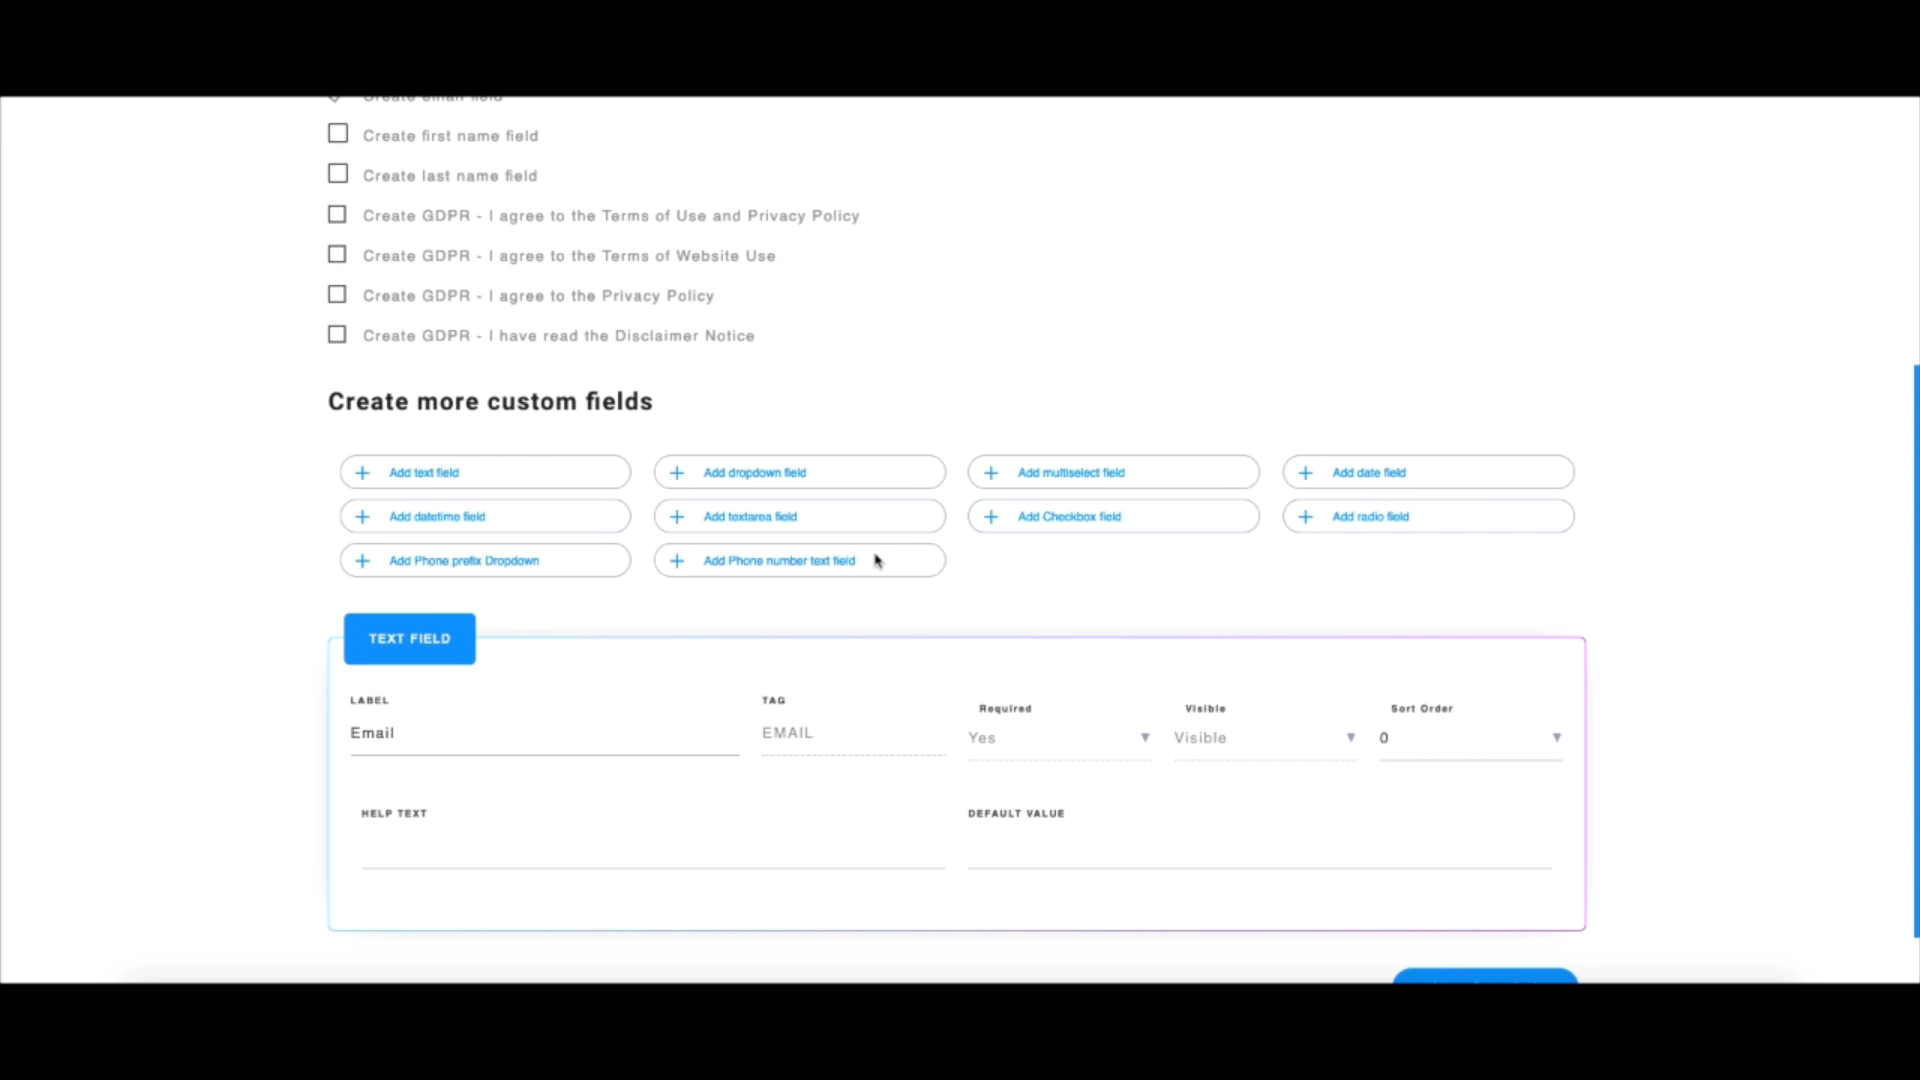 Create email field
Create first name field
Create last name field
Create GDPR - I agree to the Terms of Use and Privacy Policy
Create GDPR - I agree to the Terms of Website Use
Create GDPR - I agree to the Privacy Policy
Create GDPR - I have read the Disclaimer Notice
Create more custom fields
Add text field Add dropdown field Add multiselect field Add date field
Add datetime field Add textarea field Add Checkbox field Add radio field
Add Phone prefix Dropdown Add Phone number text field
TEXT FIELD
LABEL TAG Required Visible Sort Order
Email EMAIL Yes Visible 0
HELP TEXT DEFAULT VALUE